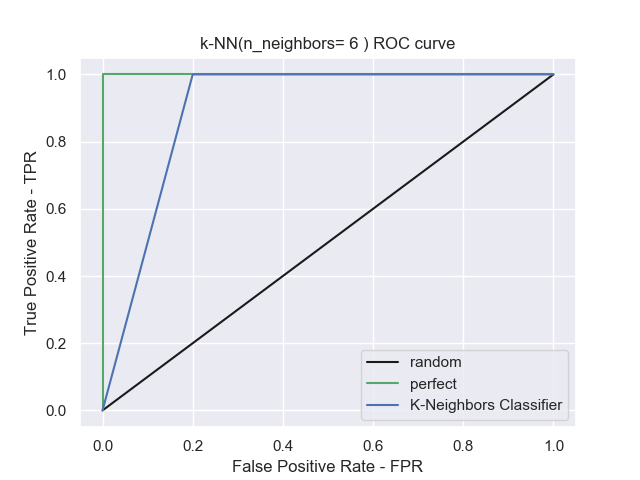 k-NN(n_neighbors= 6 ) ROC curve
True Positive Rate - TPR
1.0
0.8
0.6
0.4
0.2
0.0
random
perfect
K-Neighbors Classifier
0.0 0.2 0.4 0.6 0.8 1.0
False Positive Rate - FPR